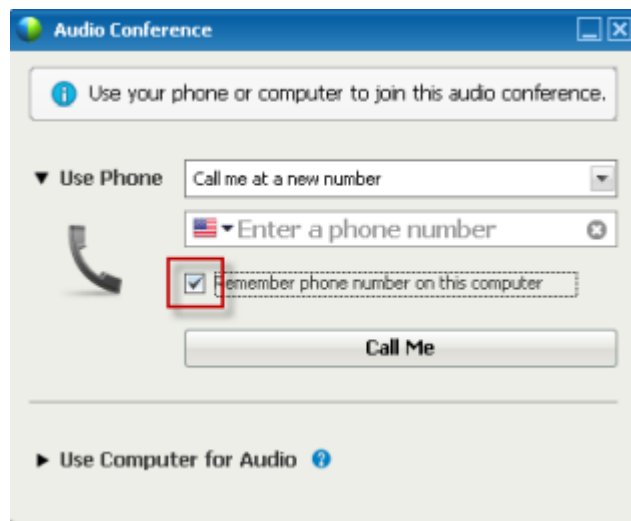 Audio Conference
Use your phone or computer to join this audio conference.
Use Phone
Call me at a new number
Enter a phone number
Remember phone number on this computer
Call Me
Use Computer for Audio